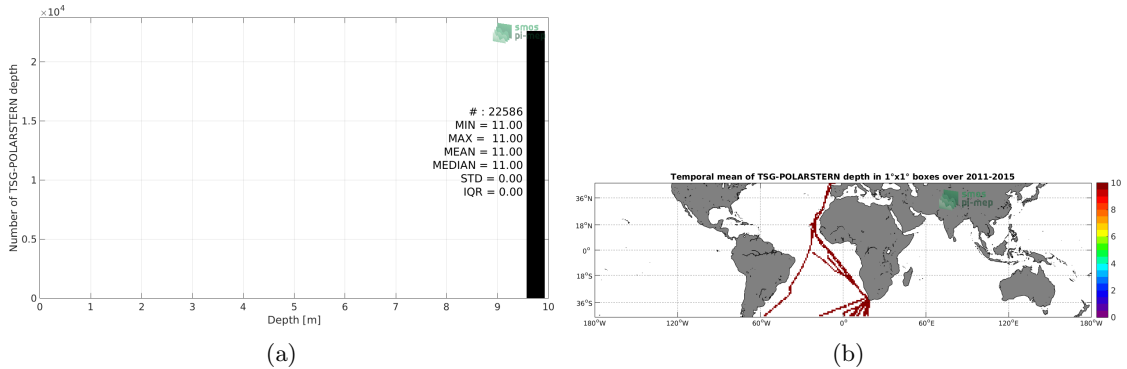 ×10⁴
smos
pi-mep
2
1.5
1
0.5
0
Number of TSG-POLARSTERN depth
# : 22586
MIN = 11.00
MAX = 11.00
MEAN = 11.00
MEDIAN = 11.00
STD = 0.00
IQR = 0.00
0 1 2 3 4 5 6 7 8 9 10
Depth [m]
(a)
Temporal mean of TSG-POLARSTERN depth in 1°x1° boxes over 2011-2015
smos
pi-mep
36°N
18°N
0°
18°S
36°S
180°W 120°W 60°W 0° 60°E 120°E 180°W
10
8
6
4
2
0
(b)